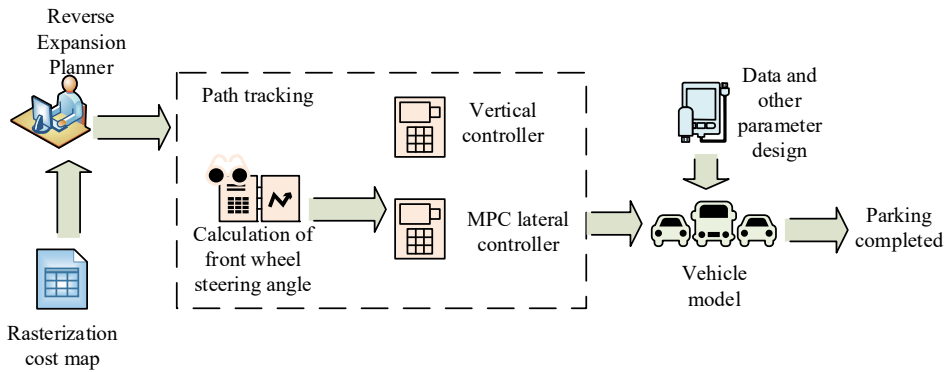 Reverse
Expansion
Planner
Rasterization
cost map
Path tracking
Calculation of
front wheel
steering angle
Vertical
controller
MPC lateral
controller
Data and
other
parameter
design
Vehicle
model
Parking
completed